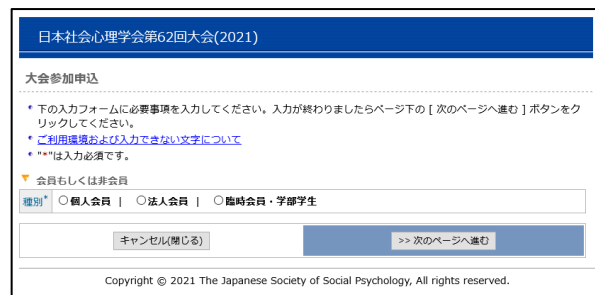 日本社会心理学会第62回大会(2021)
大会参加申込
下の入力フォームに必要事項を入力してください。入力が終わりましたらページ下の [ 次のページへ進む ] ボタンをク
リックしてください。
ご利用環境および入力できない文字について
"*"は入力必須です。
▼ 会員もしくは非会員
種別* ○個人会員 | ○法人会員 | ○臨時会員・学部学生
キャンセル(閉じる) >> 次のページへ進む
Copyright © 2021 The Japanese Society of Social Psychology, All rights reserved.